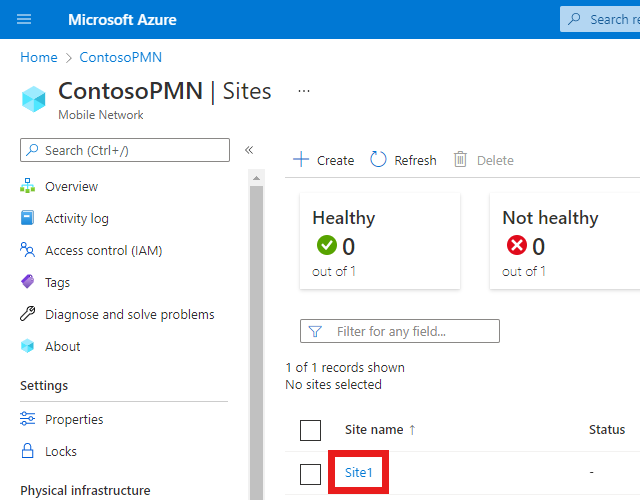 Microsoft Azure
Search re
Home > ContosoPMN
ContosoPMN | Sites ...
Mobile Network
Search (Ctrl+/) «
Overview
Activity log
Access control (IAM)
Tags
Diagnose and solve problems
About
Settings
Properties
Locks
Physical infrastructure
+ Create Refresh Delete
Healthy
0
out of 1
Not healthy
0
out of 1
Filter for any field...
1 of 1 records shown
No sites selected
Site name ↑ Status
Site1 -